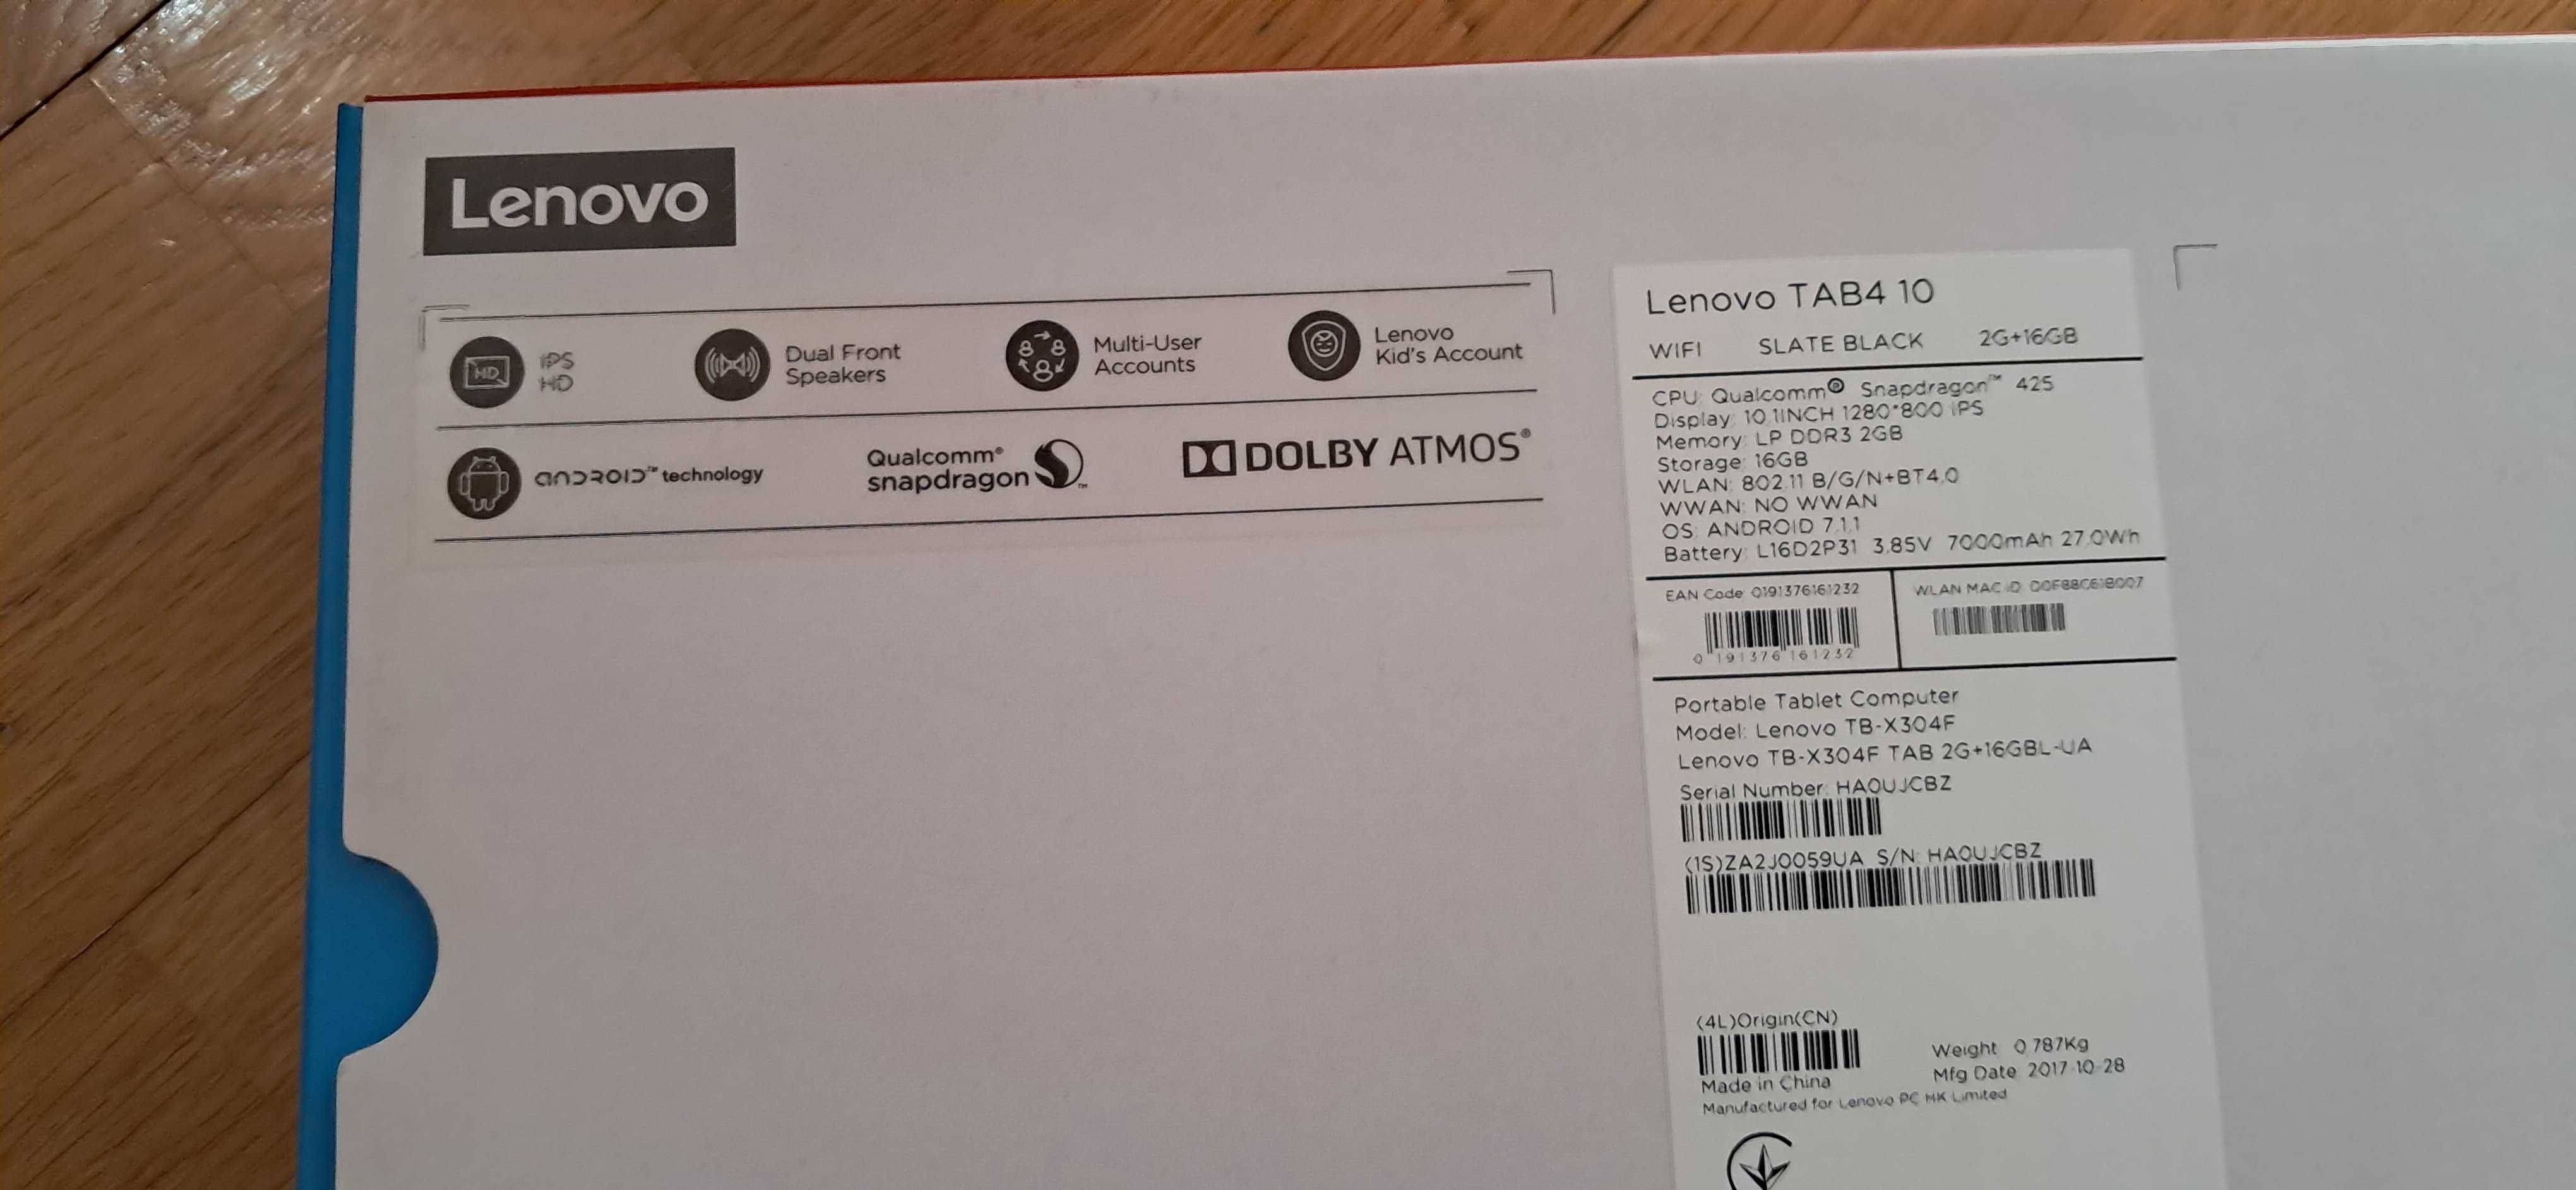 Lenovo
HD
IPS
HD
Dual Front
Speakers
Multi-User
Accounts
Lenovo
Kid's Account
ANDROID™ technology
Qualcomm®
snapdragon™
DOLBY ATMOS®
Lenovo TAB4 10
WIFI SLATE BLACK 2G+16GB
CPU: Qualcomm® Snapdragon™ 425
Display: 10.1INCH 1280*800 IPS
Memory: LP DDR3 2GB
Storage: 16GB
WLAN: 802.11 B/G/N+BT4.0
WWAN: NO WWAN
OS: ANDROID 7.1.1
Battery: L16D2P31 3.85V 7000mAh 27.0Wh
EAN Code: 0191376161232
0 191376 161232
WLAN MAC ID:
Portable Tablet Computer
Model: Lenovo TB-X304F
Lenovo TB-X304F TAB 2G+16GBL-UA
Serial Number: HA0UJCBZ
(1S)ZA2J0059UA S/N: HA0UJCBZ
(4L)Origin(CN)
Made in China
Manufactured for Lenovo PC HK Limited
Weight 0.787Kg
Mfg Date 2017-10-28